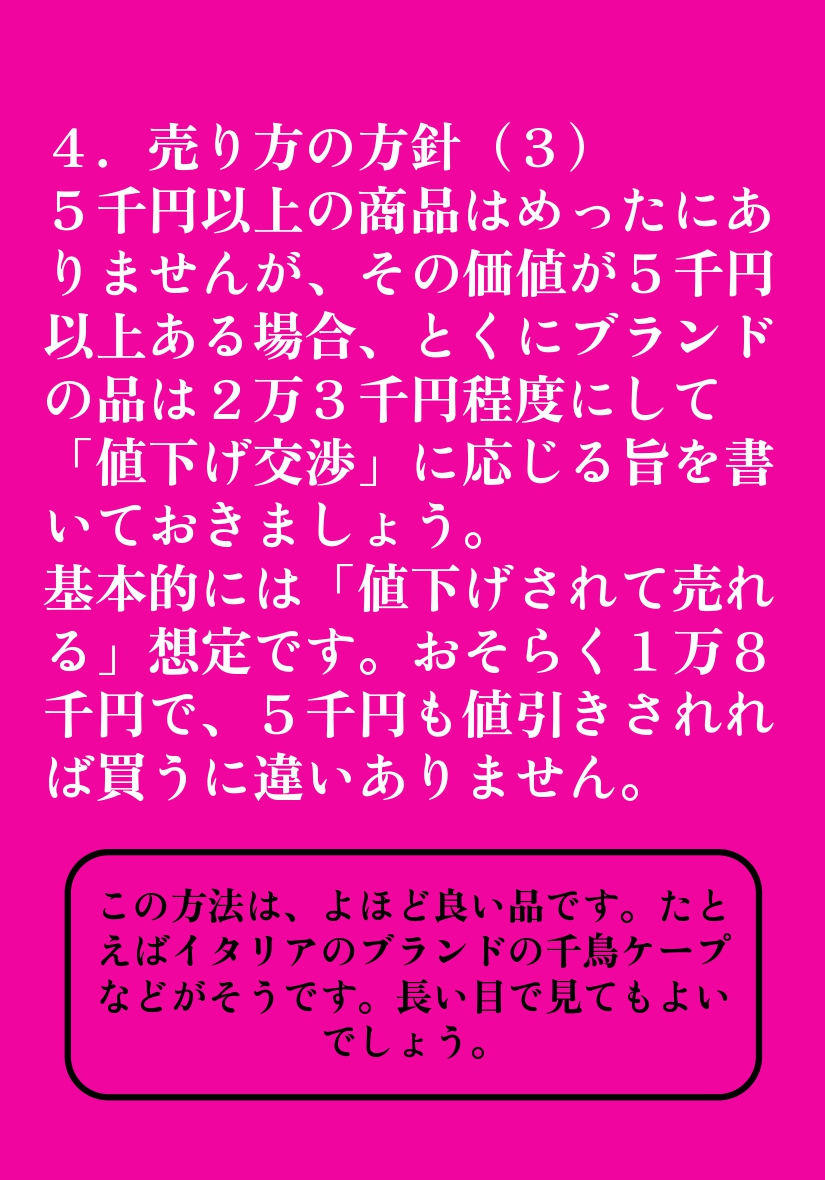 ４．売り方の方針（３）
５千円以上の商品はめったにあ
りませんが、その価値が５千円
以上ある場合、とくにブランド
の品は２万３千円程度にして
「値下げ交渉」に応じる旨を書
いておきましょう。
基本的には「値下げされて売れ
る」想定です。おそらく１万８
千円で、５千円も値引きされれ
ば買うに違いありません。
この方法は、よほど良い品です。たと
えばイタリアのブランドの千鳥ケープ
などがそうです。長い目で見てもよい
でしょう。